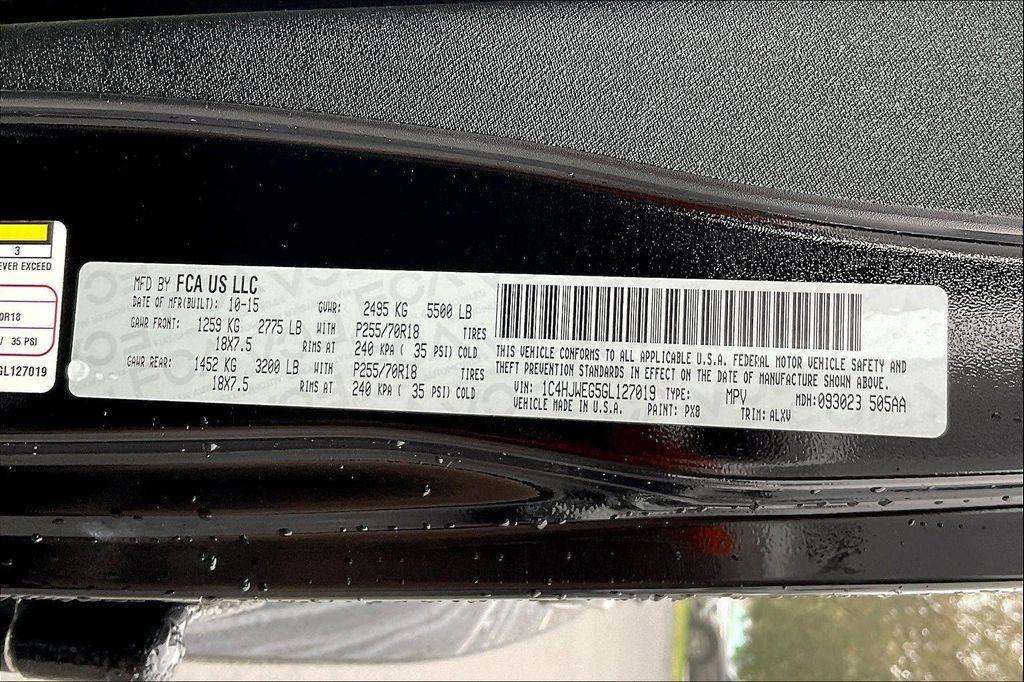 3
EVER EXCEED
0R18
/ 35 PSI
GL127019
MFD BY FCA US LLC
DATE OF MFR(BUILT): 10-15 GVWR: 2495 KG 5500 LB
GAWR FRONT: 1259 KG 2775 LB WITH P255/70R18 TIRES
18X7.5 RIMS AT 240 KPA ( 35 PSI) COLD
GAWR REAR: 1452 KG 3200 LB WITH P255/70R18 TIRES
18X7.5 RIMS AT 240 KPA ( 35 PSI) COLD
THIS VEHICLE CONFORMS TO ALL APPLICABLE U.S.A. FEDERAL MOTOR VEHICLE SAFETY AND
THEFT PREVENTION STANDARDS IN EFFECT ON THE DATE OF MANUFACTURE SHOWN ABOVE.
VIN: 1C4HJWEG5GL127019 TYPE: MPV MDH:093023 505AA
VEHICLE MADE IN U.S.A. PAINT: PX8 TRIM: ALXV